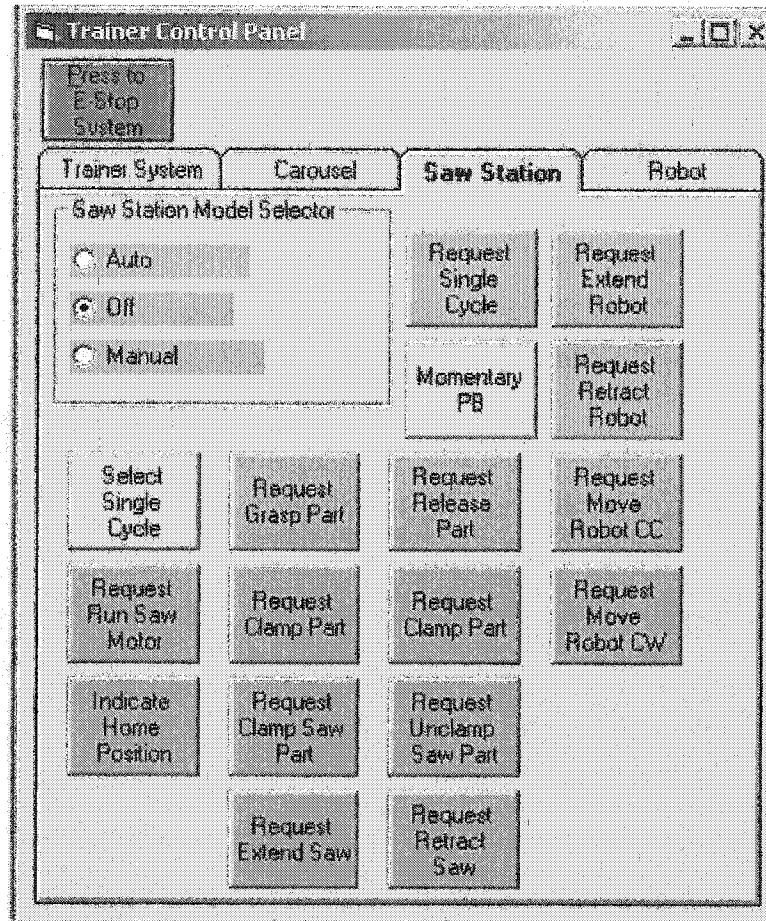 Trainer Control Panel
Press to
E-Stop
System
Trainer System
Carousel
Saw Station
Robot
Saw Station Model Selector
Auto
Off
Manual
Request
Single
Cycle
Request
Extend
Robot
Momentary
PB
Request
Retract
Robot
Select
Single
Cycle
Request
Grasp Part
Request
Release
Part
Request
Move
Robot CC
Request
Run Saw
Motor
Request
Clamp Part
Request
Clamp Part
Request
Move
Robot CW
Indicate
Home
Position
Request
Clamp Saw
Part
Request
Unclamp
Saw Part
Request
Extend Saw
Request
Retract
Saw